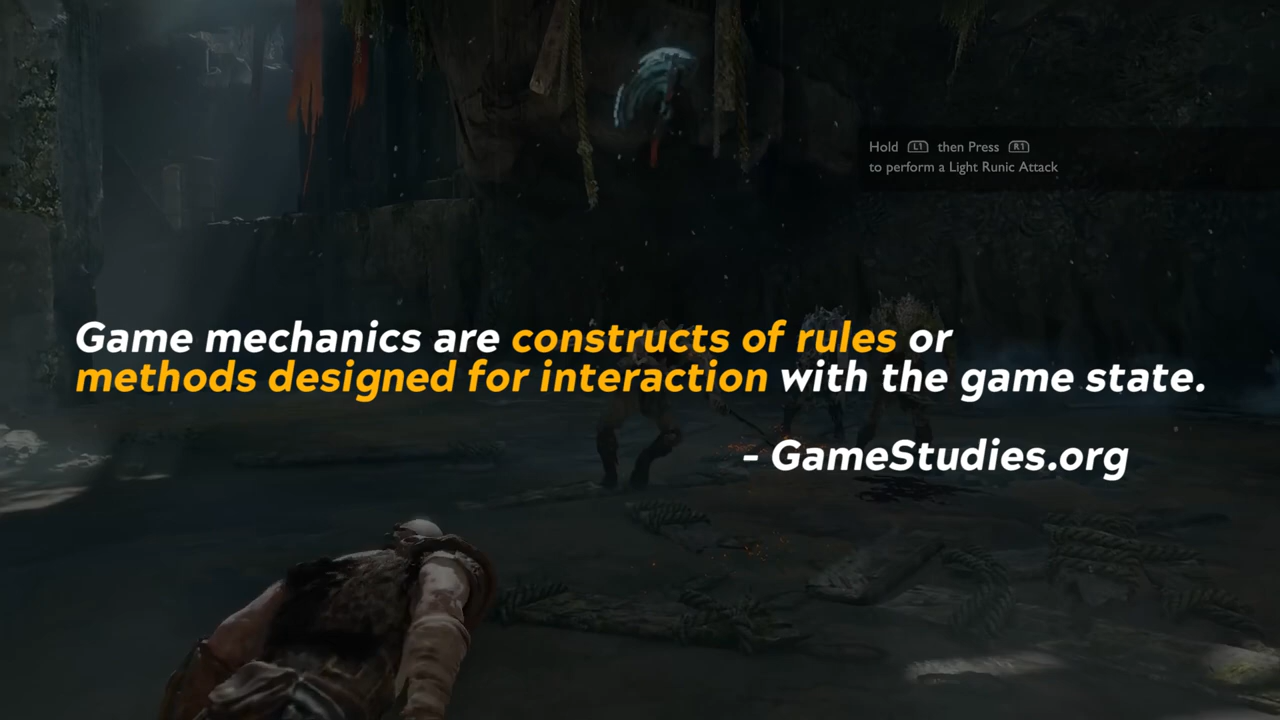 Hold L1 then Press R1
to perform a Light Runic Attack
Game mechanics are constructs of rules or
methods designed for interaction with the game state.
- GameStudies.org